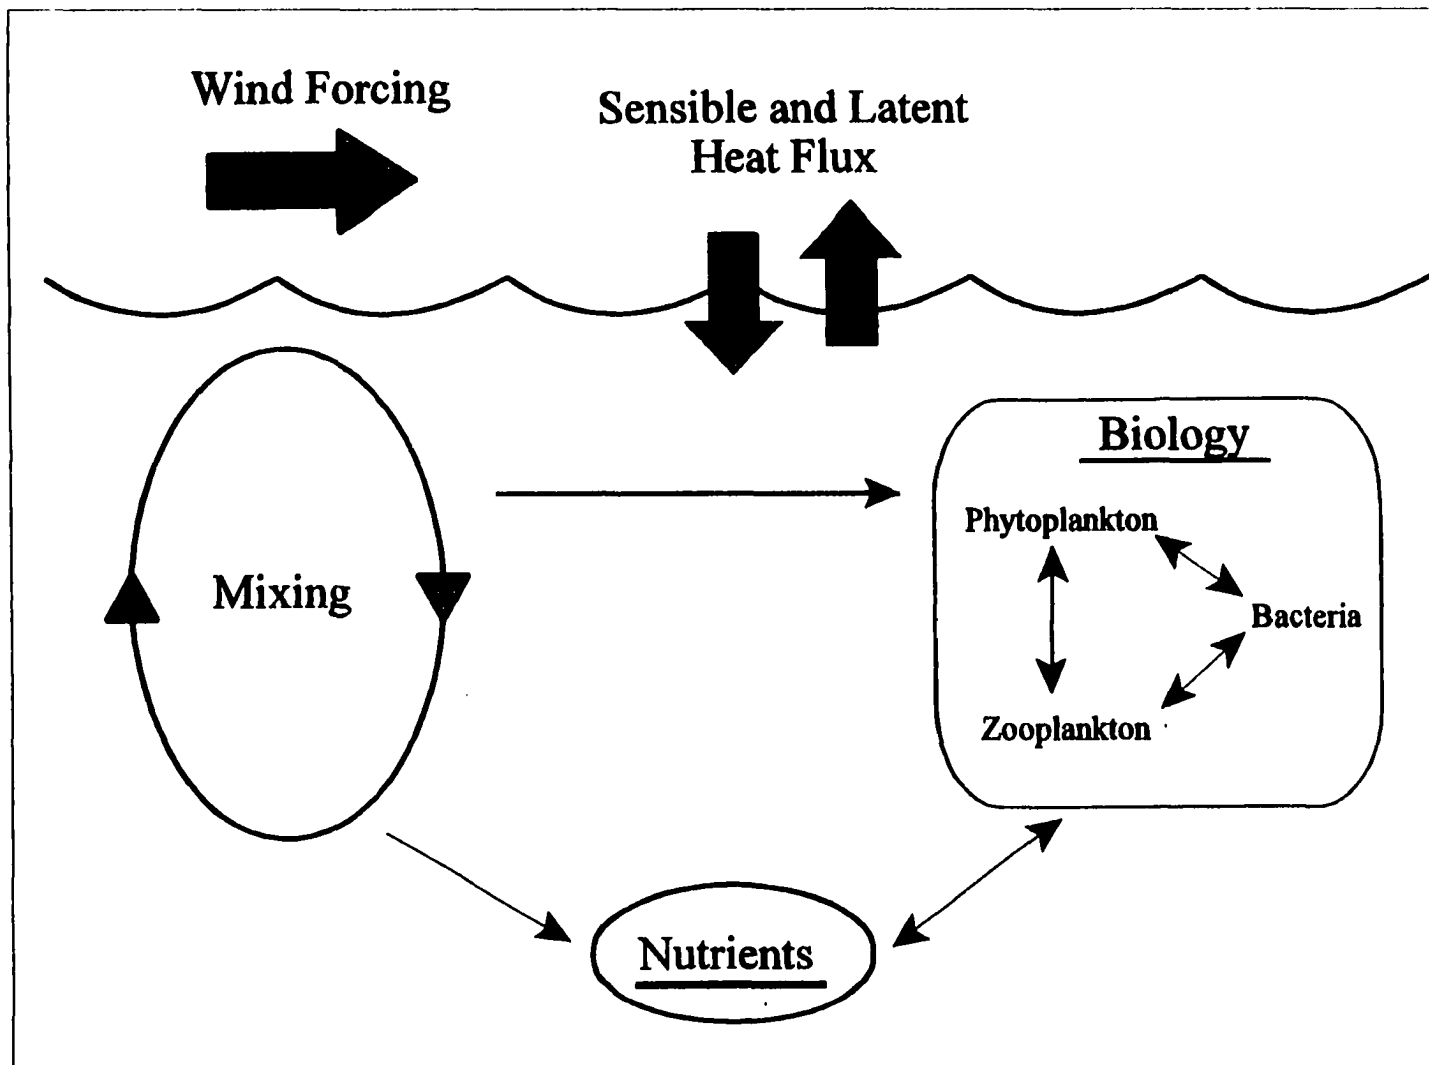 Wind Forcing
Sensible and Latent
Heat Flux
Biology
Phytoplankton
Mixing
Bacteria
Zooplankton
Nutrients